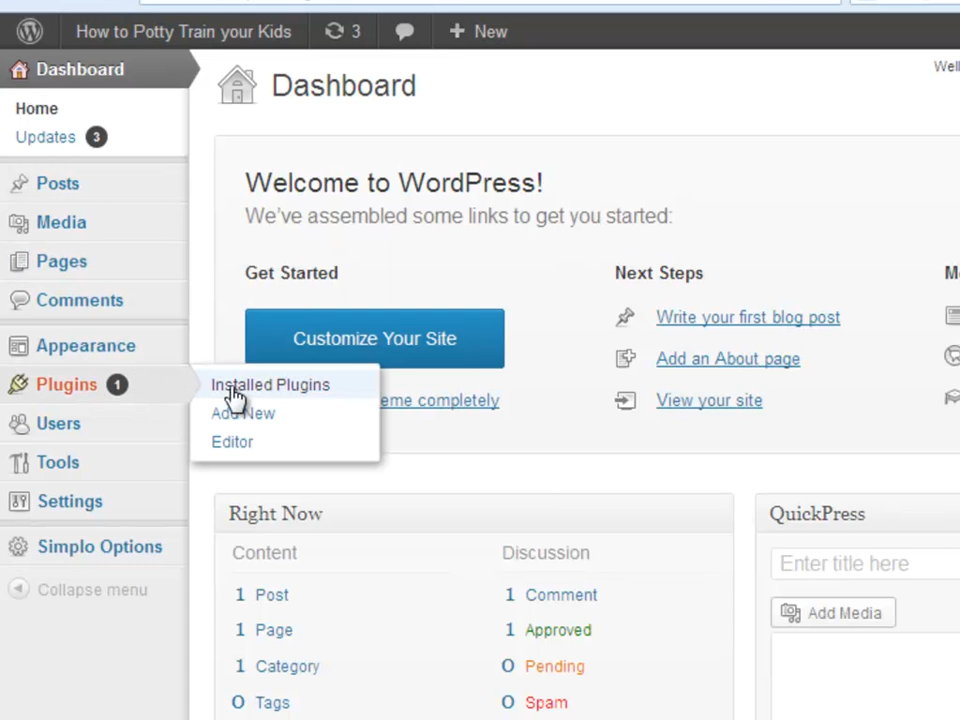 How to Potty Train your Kids 3 New
Dashboard
Home
Updates 3
Posts
Media
Pages
Comments
Appearance
Plugins 1
Users
Tools
Settings
Simplo Options
Collapse menu
Installed Plugins
Add New
Editor
Dashboard
Welcome to WordPress!
We've assembled some links to get you started:
Get Started
Customize Your Site
eme completely
Next Steps
Write your first blog post
Add an About page
View your site
Right Now
Content
1 Post
1 Page
1 Category
0 Tags
Discussion
1 Comment
1 Approved
0 Pending
0 Spam
QuickPress
Enter title here
Add Media